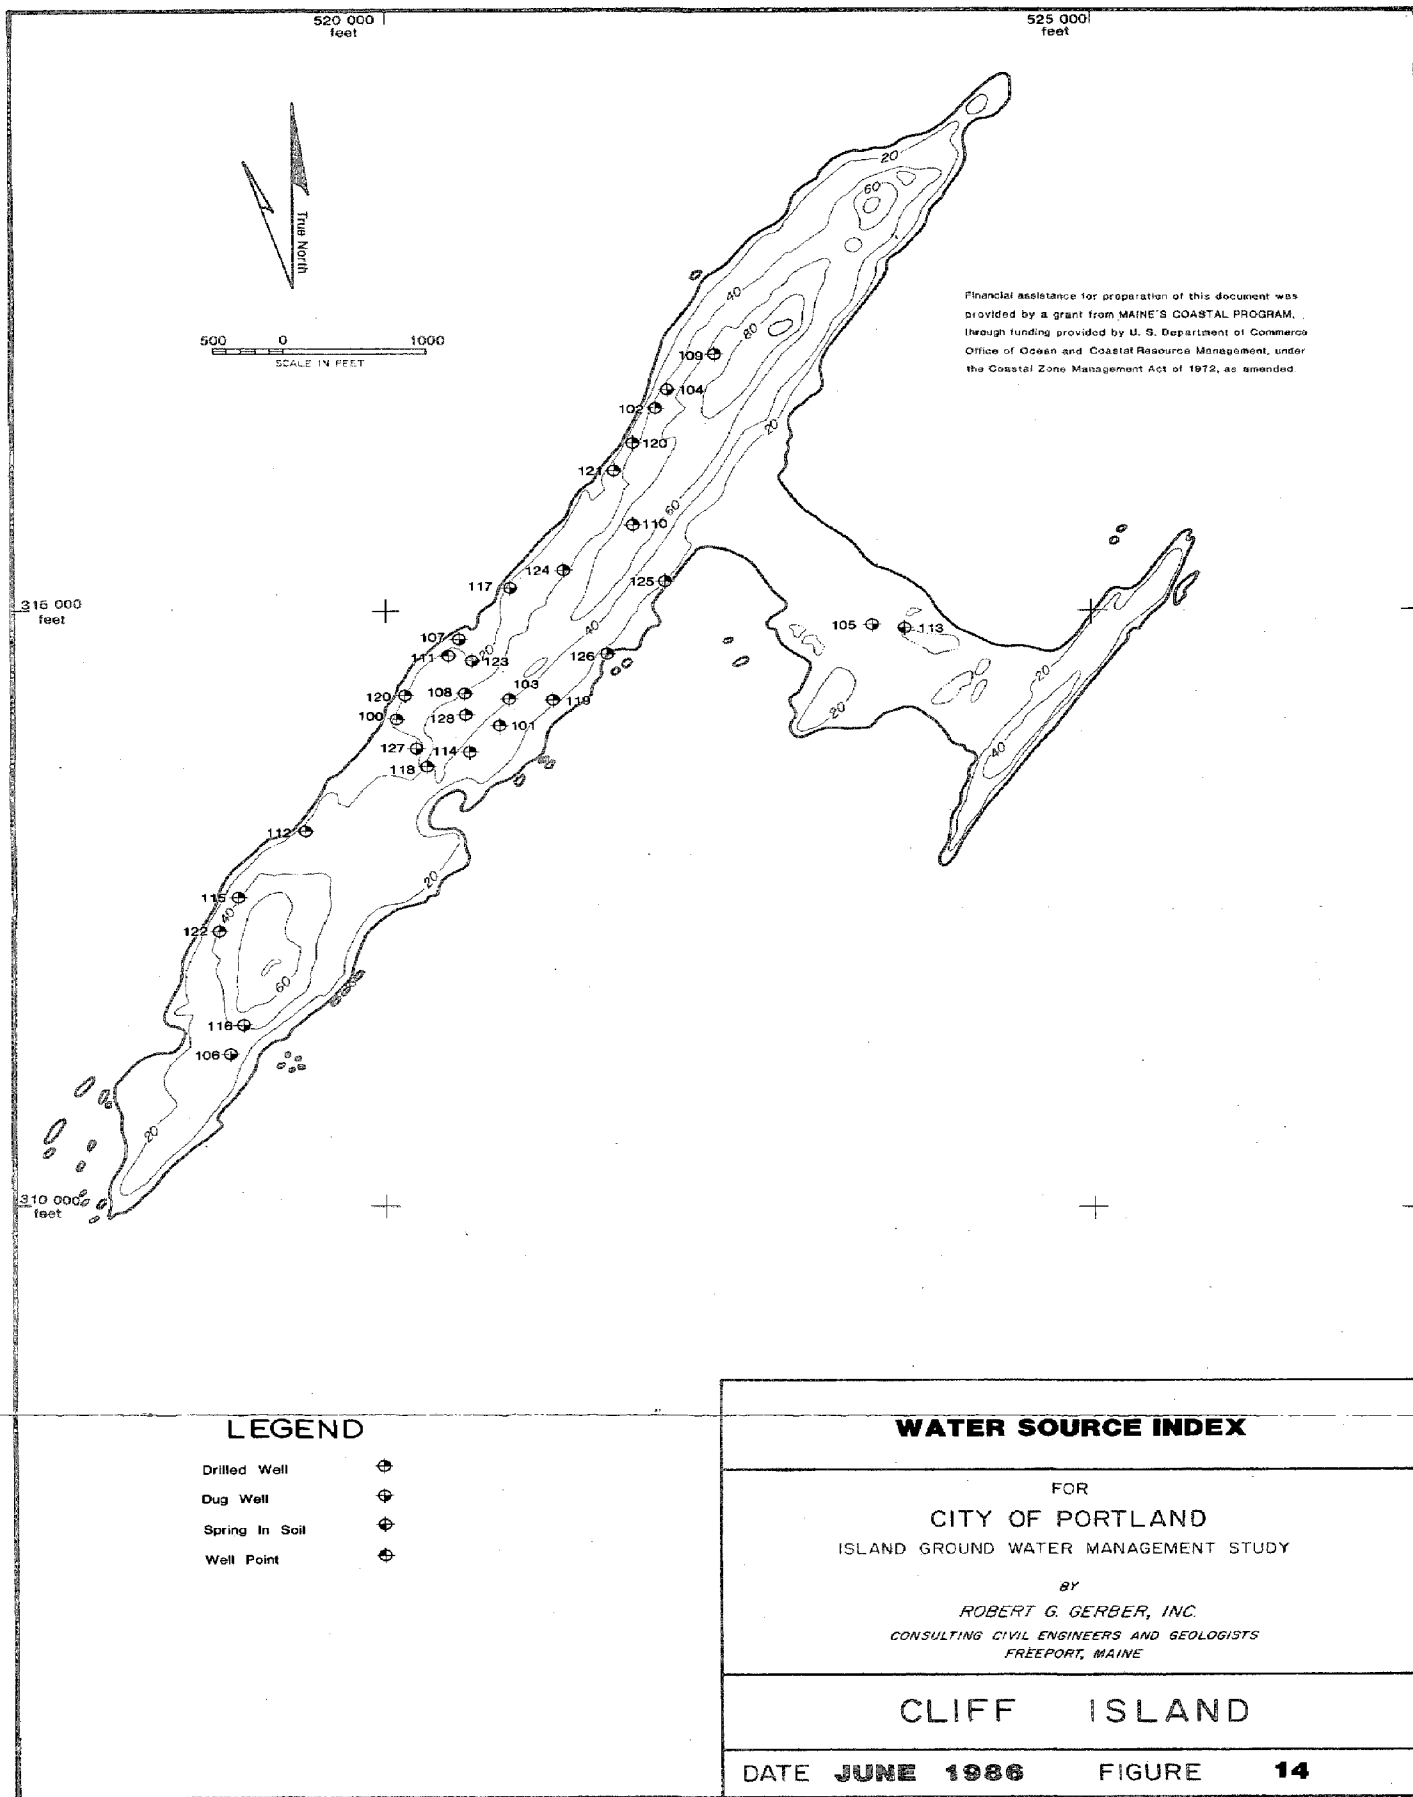 520 000
feet
525 000
feet
20
60
True North
40
80
Financial assistance for preparation of this document was
provided by a grant from MAINE'S COASTAL PROGRAM,
through funding provided by U. S. Department of Commerce
Office of Ocean and Coastal Resource Management, under
the Coastal Zone Management Act of 1972, as amended.
500 0 1000
SCALE IN FEET
109
104
102
20
120
121
60
110
124
125
117
315 000
feet
105
113
40
107
20
111
123
126
20
120
108
103
119
20
100
128
101
127
114
40
118
112
20
115
40
122
60
116
106
20
310 000
feet
LEGEND
Drilled Well
Dug Well
Spring In Soil
Well Point
WATER SOURCE INDEX
FOR
CITY OF PORTLAND
ISLAND GROUND WATER MANAGEMENT STUDY
BY
ROBERT G. GERBER, INC.
CONSULTING CIVIL ENGINEERS AND GEOLOGISTS
FREEPORT, MAINE
CLIFF ISLAND
DATE JUNE 1986 FIGURE 14